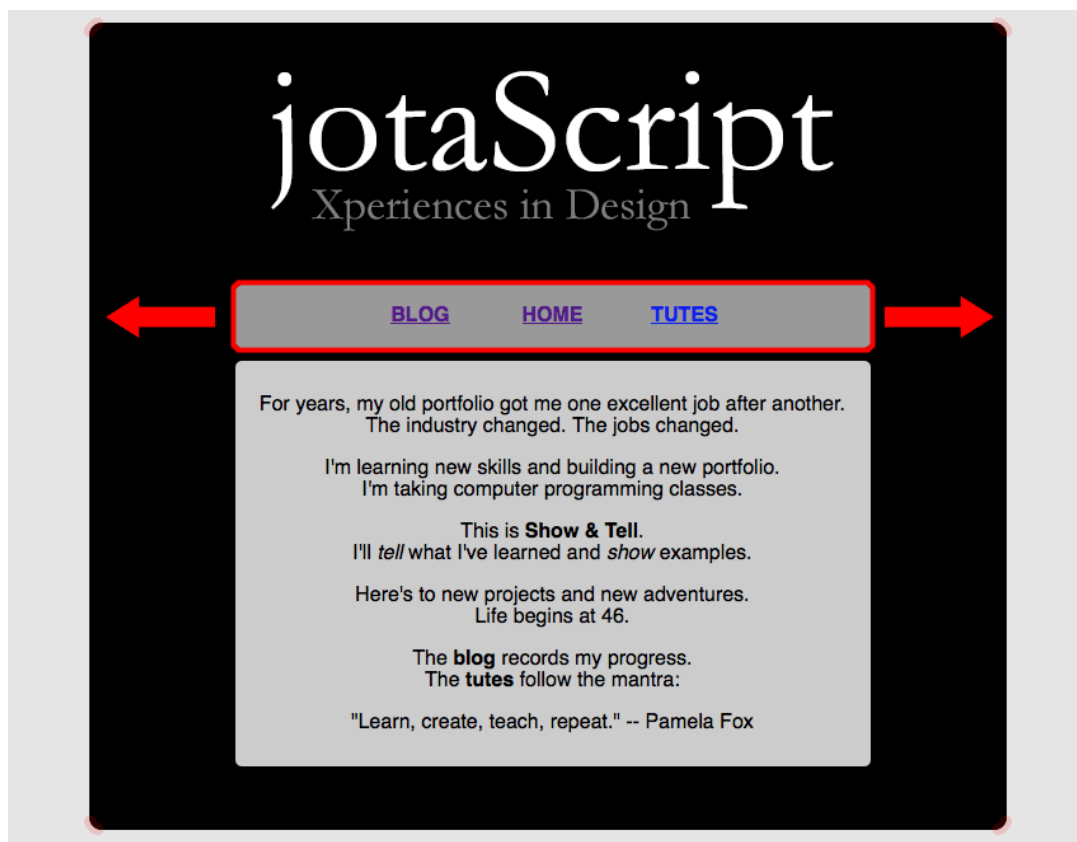 jotaScript
Xperiences in Design
BLOG HOME TUTES
For years, my old portfolio got me one excellent job after another.
The industry changed. The jobs changed.
I'm learning new skills and building a new portfolio.
I'm taking computer programming classes.
This is Show & Tell.
I'll tell what I've learned and show examples.
Here's to new projects and new adventures.
Life begins at 46.
The blog records my progress.
The tutes follow the mantra:
"Learn, create, teach, repeat." -- Pamela Fox